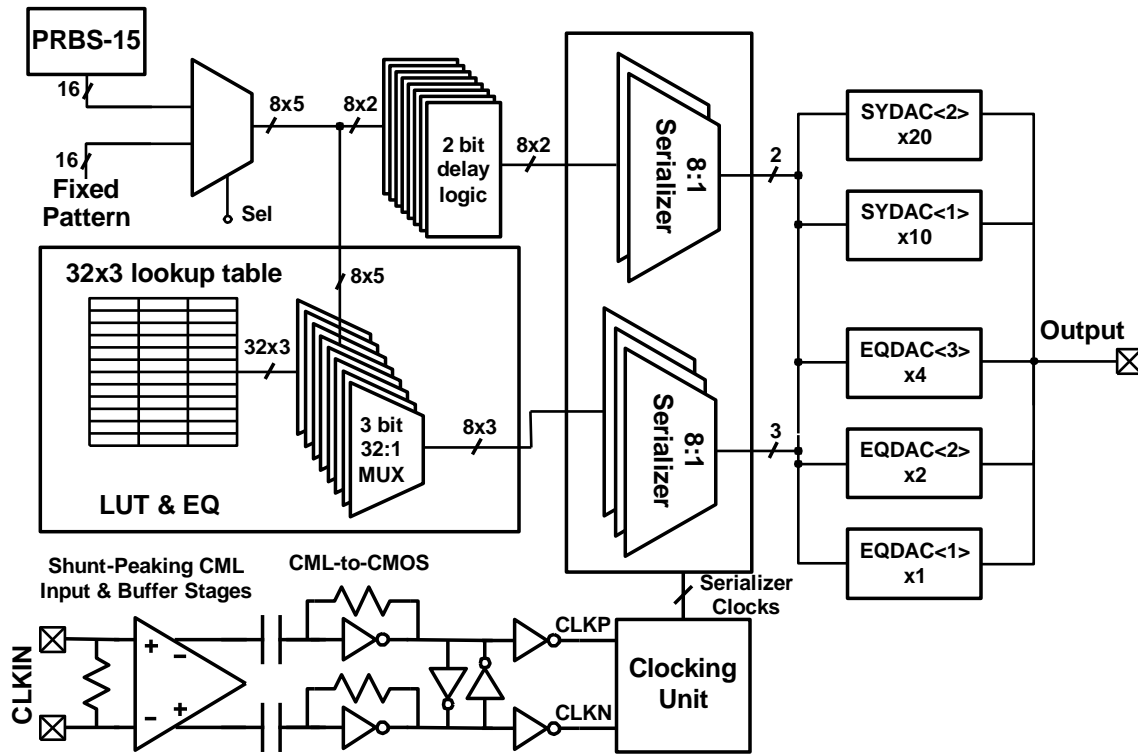 PRBS-15
16
16
Fixed
Pattern
Sel
8x5
8x2
2 bit
delay
logic
8x2
8:1
Serializer
2
SYDAC<2>
x20
SYDAC<1>
x10
32x3 lookup table
8x5
32x3
3 bit
32:1
MUX
8x3
LUT & EQ
8:1
Serializer
3
EQDAC<3>
x4
EQDAC<2>
x2
EQDAC<1>
x1
Output
Shunt-Peaking CML
Input & Buffer Stages
CML-to-CMOS
Serializer
Clocks
CLKIN
+
−
−
+
CLKP
CLKN
Clocking
Unit